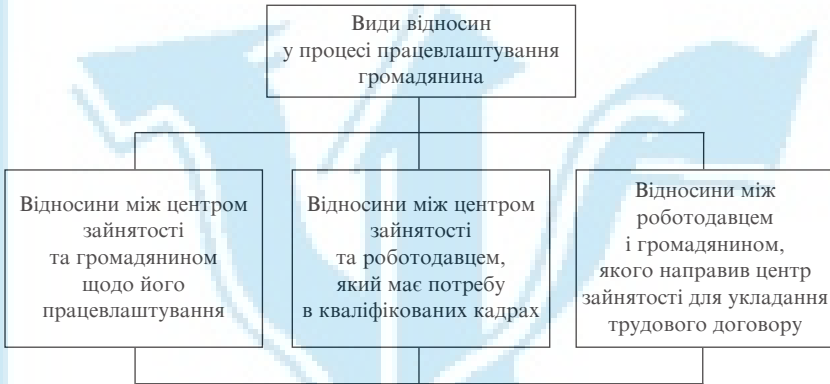 Види відносин
у процесі працевлаштування
громадянина
Відносини між центром
зайнятості
та громадянином
щодо його
працевлаштування
Відносини між центром
зайнятості
та роботодавцем,
який має потребу
в кваліфікованих кадрах
Відносини між
роботодавцем
і громадянином,
якого направив центр
зайнятості для укладання
трудового договору